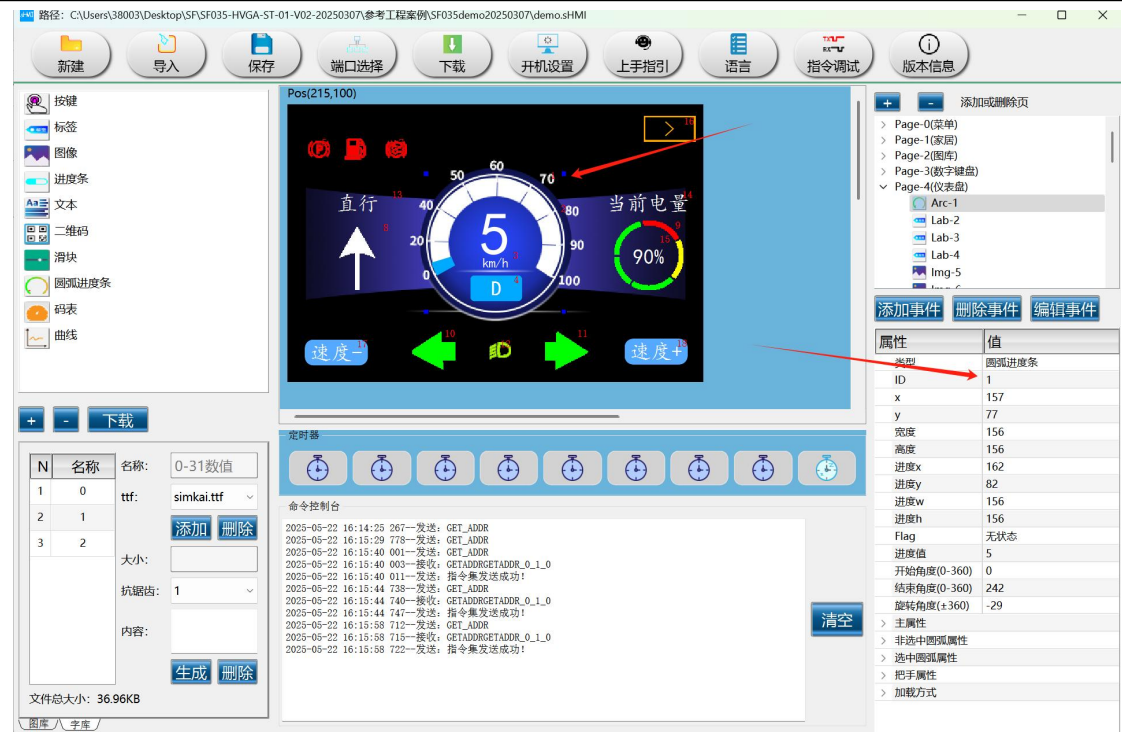 路径: C:\Users\38003\Desktop\SF\SF035-HVGA-ST-01-V02-20250307\参考工程案例\SF035demo20250307\demo.sHMI
新建 导入 保存 端口选择 下载 开机设置 上手指引 语言 指令调试 版本信息
按键
标签
图像
进度条
文本
二维码
滑块
圆弧进度条
码表
曲线
+ - 下载
N 名称
1 0
2 1
3 2
名称: 0-31数值
ttf: simkai.ttf
添加 删除
大小:
抗锯齿: 1
内容:
生成 删除
文件总大小: 36.96KB
图库 字库
Pos(215,100)
> 16
50 60 70
直行 13 40 80 当前电量 14
8 5 9 15
20 90 90%
km/h
0 D 4 100
10 11
速度- 17 速度+ 18
定时器
命令控制台
2025-05-22 16:14:25 267--发送: GET_ADDR
2025-05-22 16:15:29 778--发送: GET_ADDR
2025-05-22 16:15:40 001--发送: GET_ADDR
2025-05-22 16:15:40 003--接收: GETADDRGETADDR_0_1_0
2025-05-22 16:15:40 011--发送: 指令集发送成功!
2025-05-22 16:15:44 738--发送: GET_ADDR
2025-05-22 16:15:44 740--接收: GETADDRGETADDR_0_1_0
2025-05-22 16:15:44 747--发送: 指令集发送成功!
2025-05-22 16:15:58 712--发送: GET_ADDR
2025-05-22 16:15:58 715--接收: GETADDRGETADDR_0_1_0
2025-05-22 16:15:58 722--发送: 指令集发送成功!
清空
+ - 添加或删除页
Page-0(菜单)
Page-1(家居)
Page-2(图库)
Page-3(数字键盘)
Page-4(仪表盘)
Arc-1
Lab-2
Lab-3
Lab-4
Img-5
添加事件 删除事件 编辑事件
属性 值
类型 圆弧进度条
ID 1
x 157
y 77
宽度 156
高度 156
进度x 162
进度y 82
进度w 156
进度h 156
Flag 无状态
进度值 5
开始角度(0-360) 0
结束角度(0-360) 242
旋转角度(±360) -29
主属性
非选中圆弧属性
选中圆弧属性
把手属性
加载方式